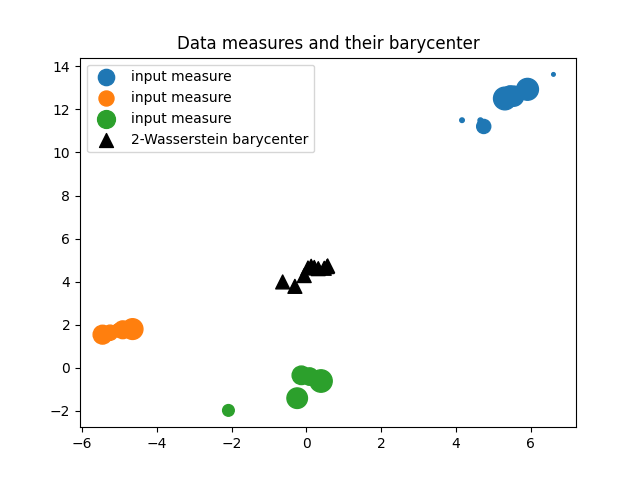 Data measures and their barycenter
input measure
input measure
input measure
2-Wasserstein barycenter
14
12
10
8
6
4
2
0
−2
−6 −4 −2 0 2 4 6